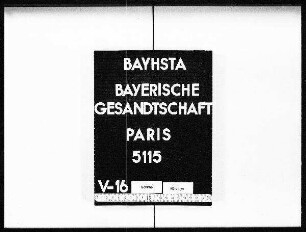 BAYHSTA
BAYERISCHE
GESANDTSCHAFT
PARIS
5115
V-16